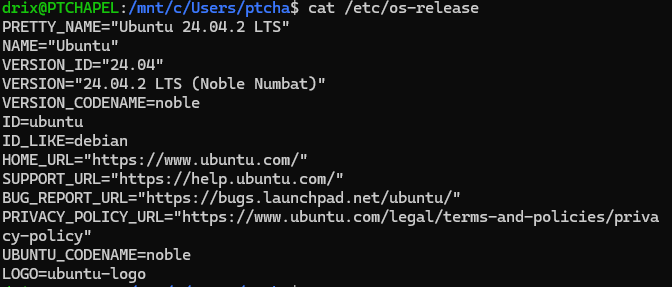 drix@PTCHAPEL:/mnt/c/Users/ptcha$ cat /etc/os-release
PRETTY_NAME="Ubuntu 24.04.2 LTS"
NAME="Ubuntu"
VERSION_ID="24.04"
VERSION="24.04.2 LTS (Noble Numbat)"
VERSION_CODENAME=noble
ID=ubuntu
ID_LIKE=debian
HOME_URL="https://www.ubuntu.com/"
SUPPORT_URL="https://help.ubuntu.com/"
BUG_REPORT_URL="https://bugs.launchpad.net/ubuntu/"
PRIVACY_POLICY_URL="https://www.ubuntu.com/legal/terms-and-policies/priva
cy-policy"
UBUNTU_CODENAME=noble
LOGO=ubuntu-logo